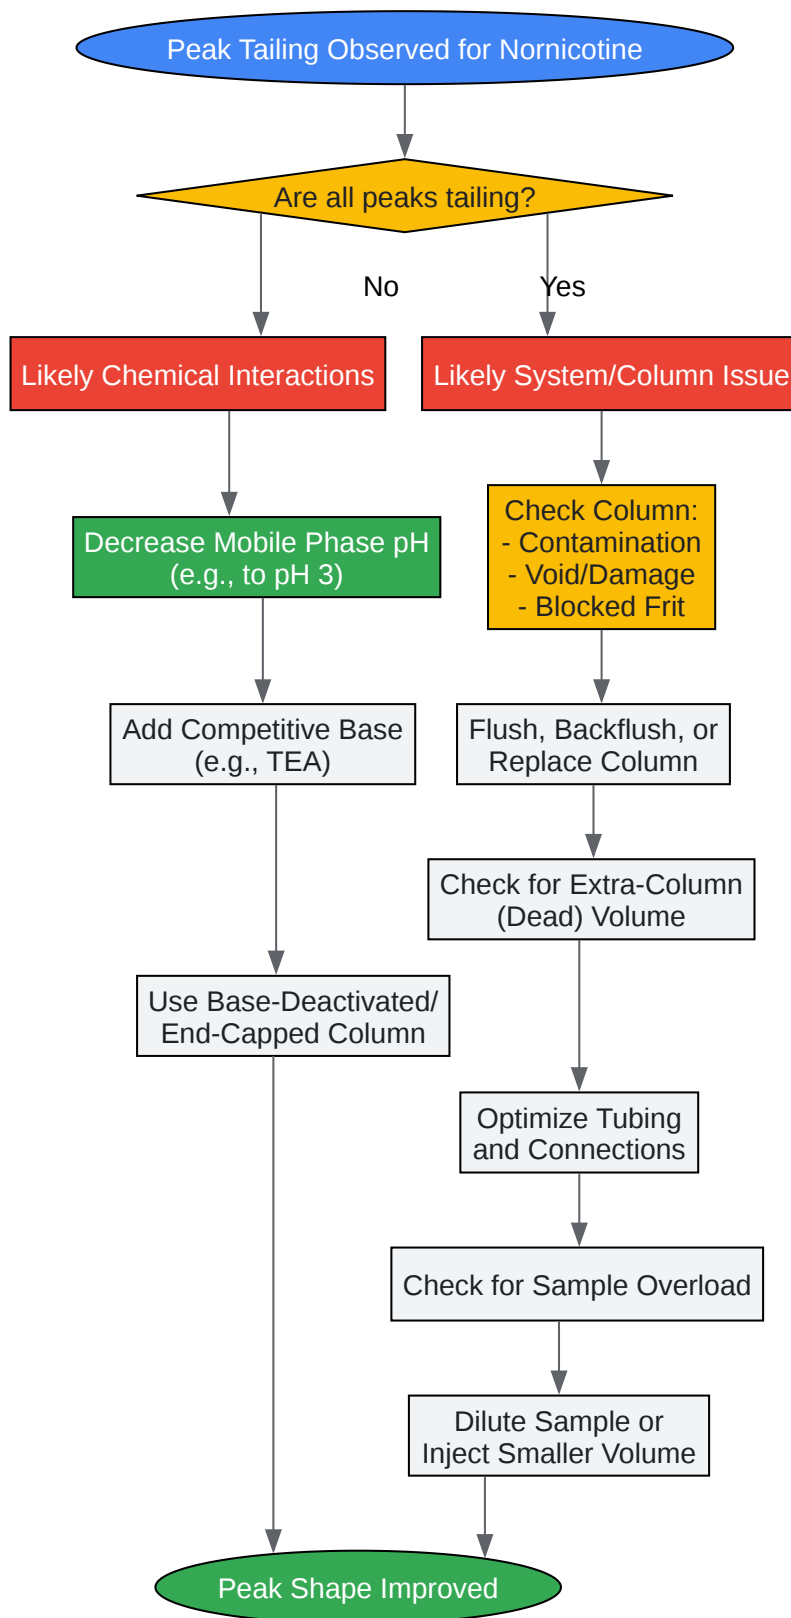 Peak Tailing Observed for Nornicotine
Are all peaks tailing?
No
Yes
Likely Chemical Interactions
Likely System/Column Issue
Decrease Mobile Phase pH
(e.g., to pH 3)
Check Column:
- Contamination
- Void/Damage
- Blocked Frit
Add Competitive Base
(e.g., TEA)
Flush, Backflush, or
Replace Column
Check for Extra-Column
(Dead) Volume
Use Base-Deactivated/
End-Capped Column
Optimize Tubing
and Connections
Check for Sample Overload
Dilute Sample or
Inject Smaller Volume
Peak Shape Improved